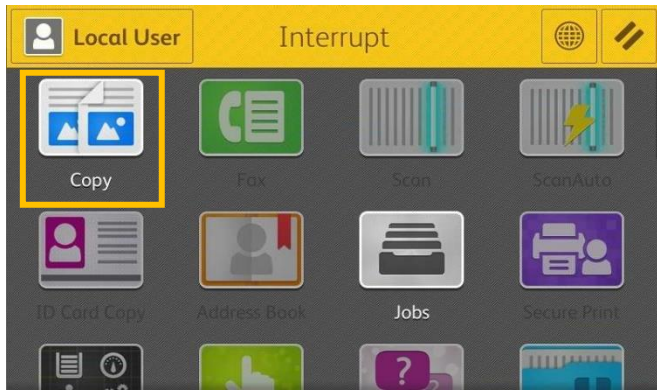 Local User
Interrupt
Copy
Fax
Scan
ScanAuto
ID Card Copy
Address Book
Jobs
Secure Print
?
?